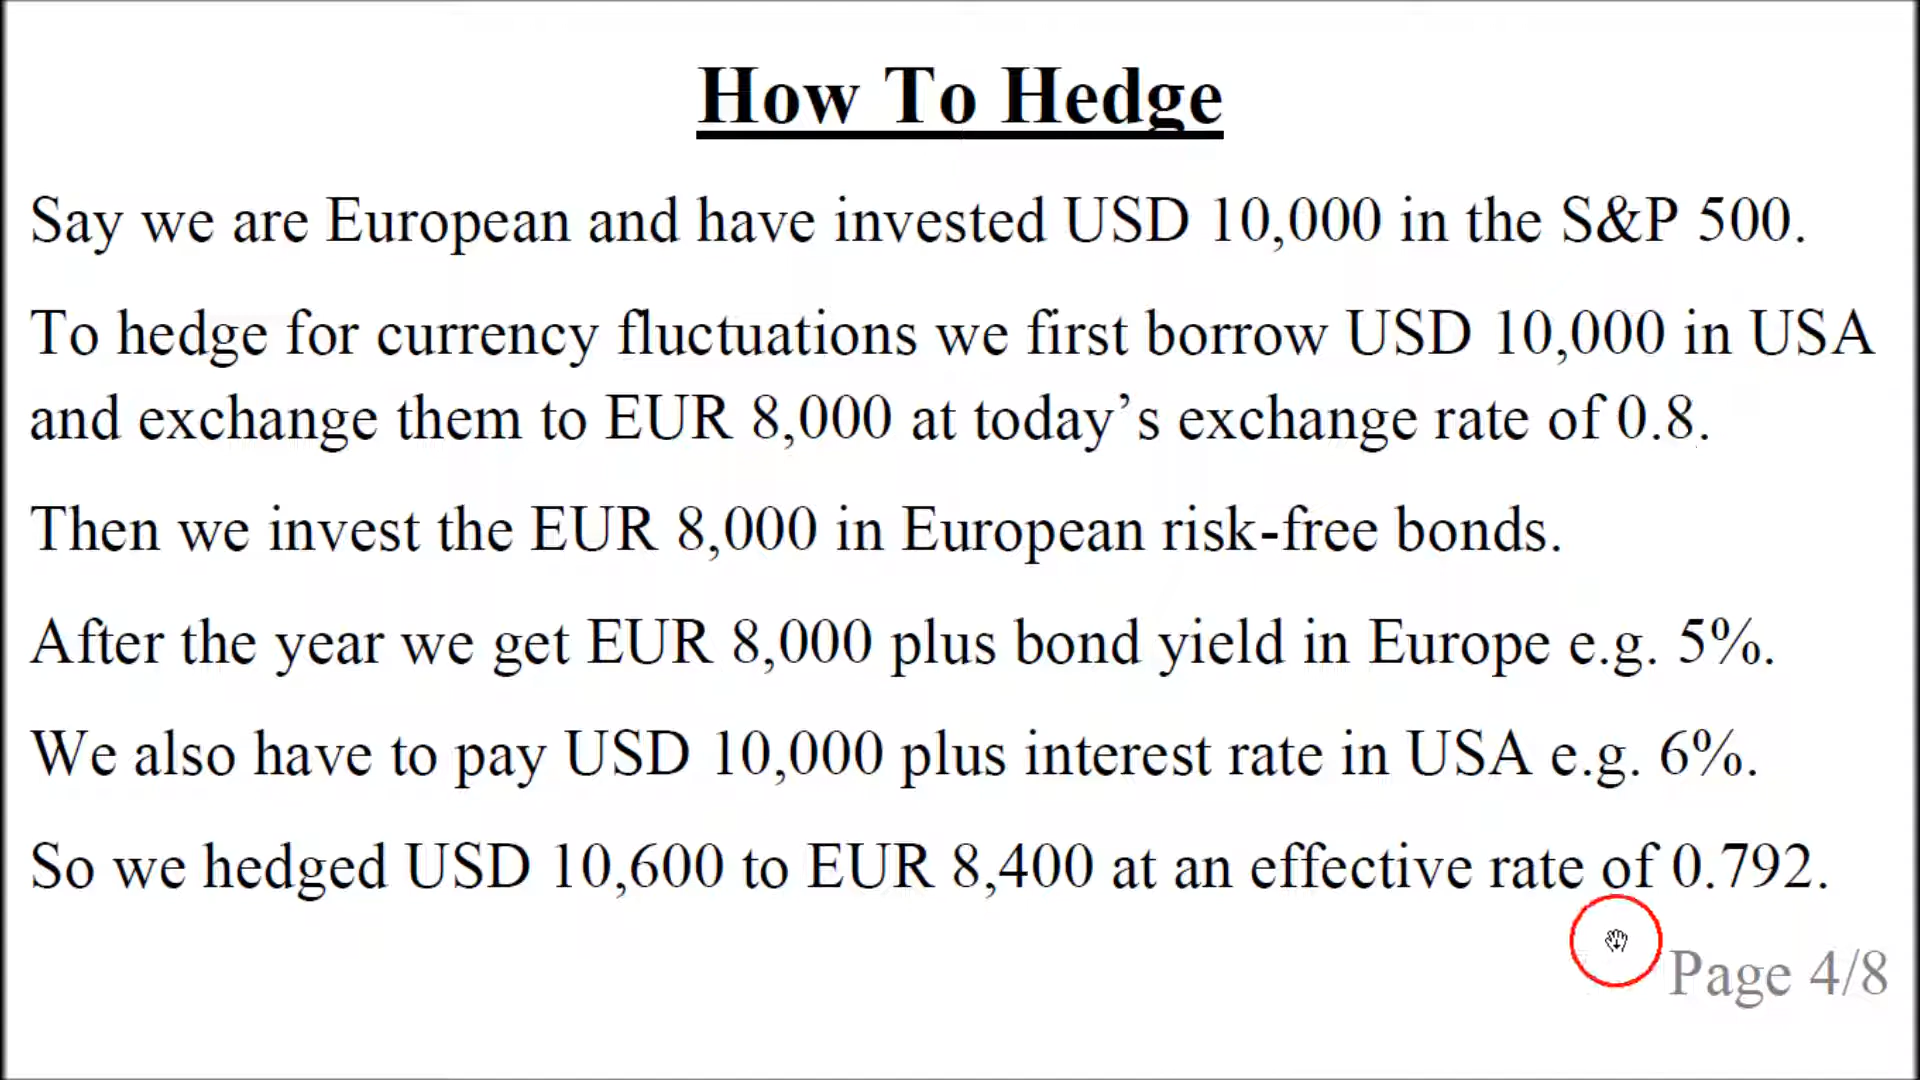 How To Hedge
Say we are European and have invested USD 10,000 in the S&P 500.
To hedge for currency fluctuations we first borrow USD 10,000 in USA
and exchange them to EUR 8,000 at today’s exchange rate of 0.8.
Then we invest the EUR 8,000 in European risk-free bonds.
After the year we get EUR 8,000 plus bond yield in Europe e.g. 5%.
We also have to pay USD 10,000 plus interest rate in USA e.g. 6%.
So we hedged USD 10,600 to EUR 8,400 at an effective rate of 0.792.
Page 4/8